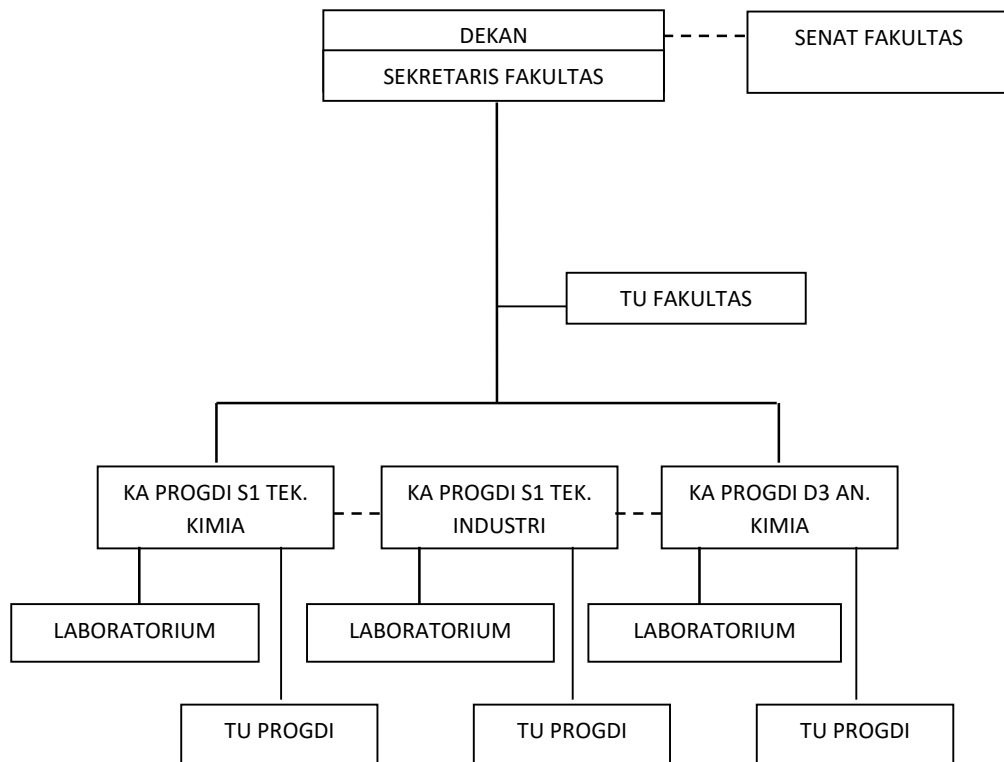 DEKAN
SENAT FAKULTAS
SEKRETARIS FAKULTAS
TU FAKULTAS
KA PROGDI S1 TEK.
KIMIA
KA PROGDI S1 TEK.
INDUSTRI
KA PROGDI D3 AN.
KIMIA
LABORATORIUM
LABORATORIUM
LABORATORIUM
TU PROGDI
TU PROGDI
TU PROGDI